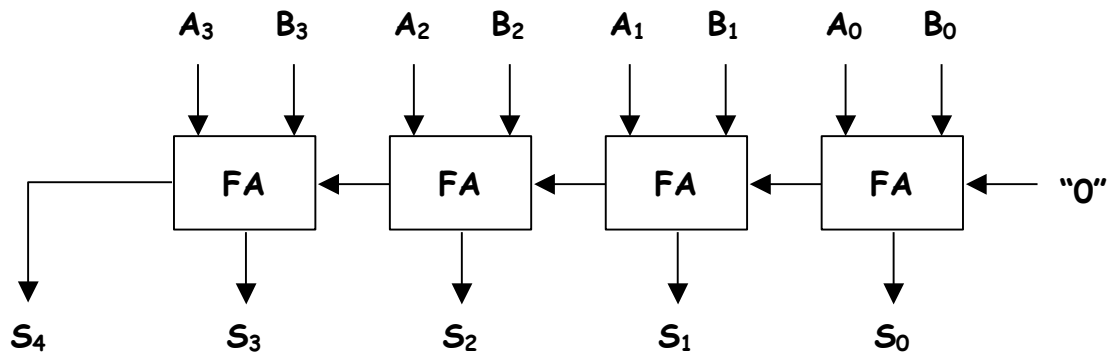 A₃ B₃ A₂ B₂ A₁ B₁ A₀ B₀
FA FA FA FA “0”
S₄ S₃ S₂ S₁ S₀